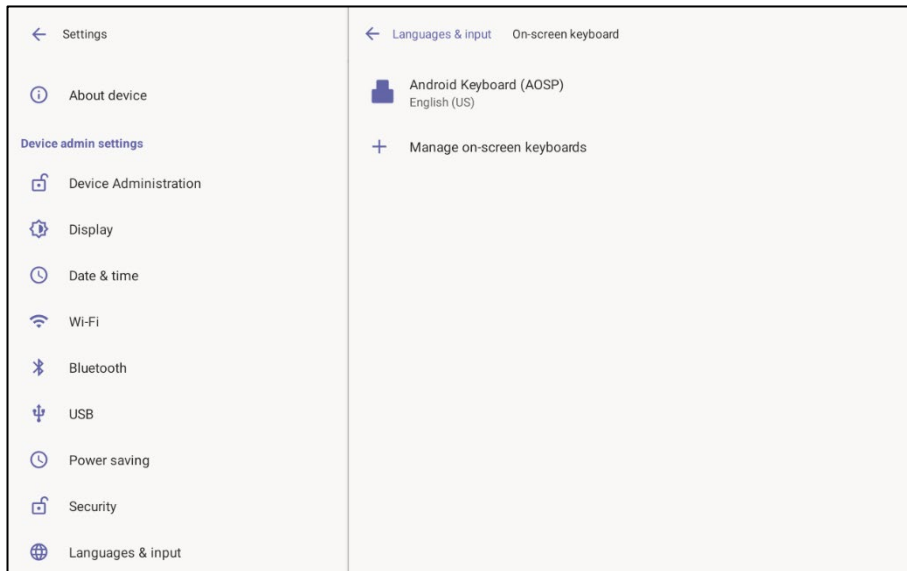 Settings
About device
Device admin settings
Device Administration
Display
Date & time
Wi-Fi
Bluetooth
USB
Power saving
Security
Languages & input
Languages & input On-screen keyboard
Android Keyboard (AOSP)
English (US)
Manage on-screen keyboards